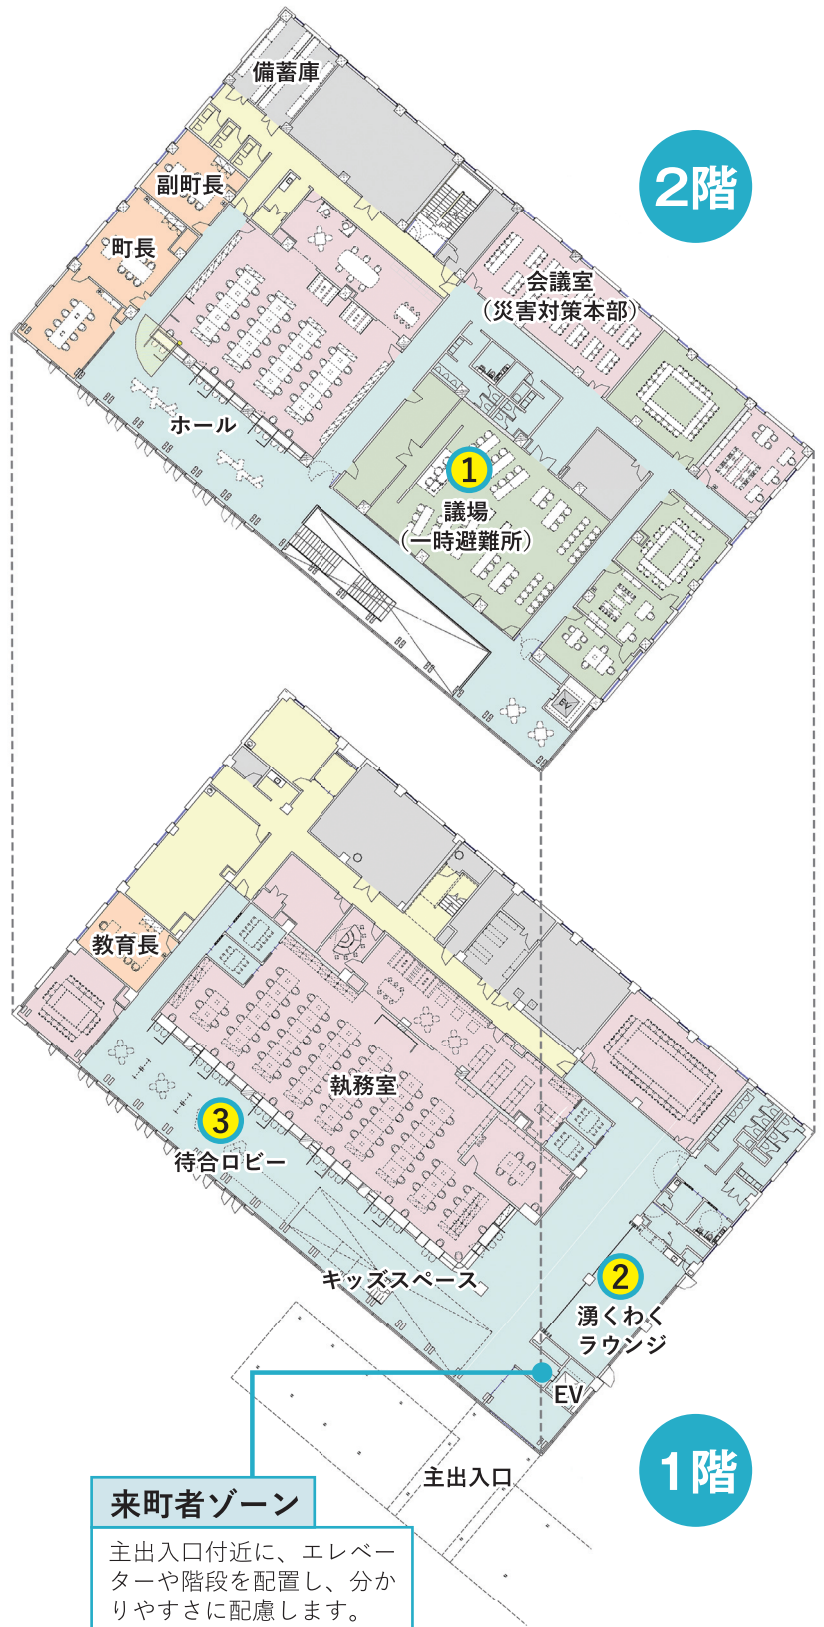 備蓄庫
2階
副町長
町長
会議室
（災害対策本部）
ホール
1
議場
（一時避難所）
EV
教育長
執務室
3
待合ロビー
キッズスペース
2
湧くわく
ラウンジ
EV
主出入口
1階
来町者ゾーン
主出入口付近に、エレベー
ターや階段を配置し、分か
りやすさに配慮します。